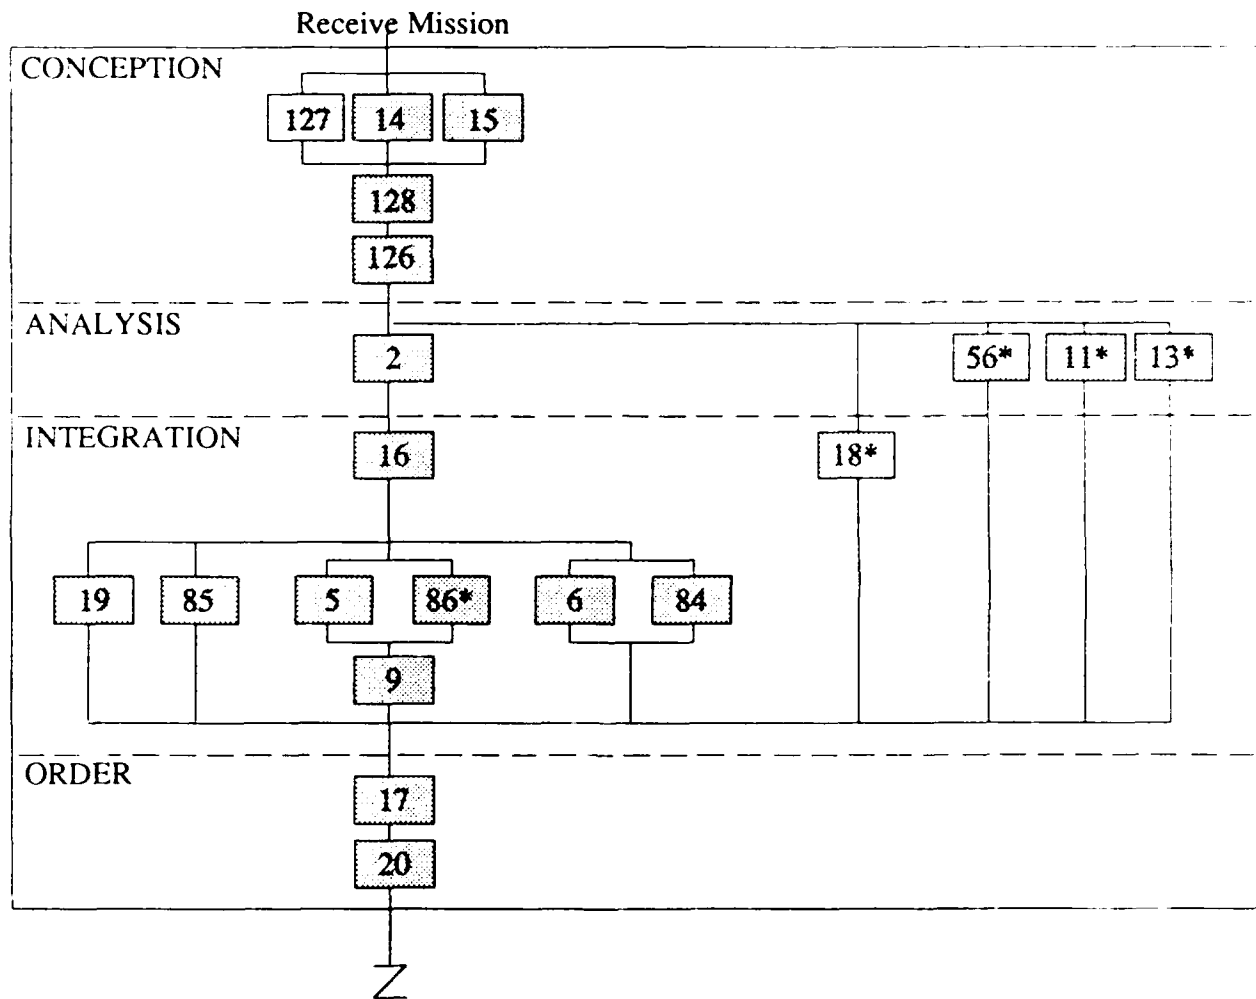 Receive Mission
CONCEPTION
127 14 15
128
126
ANALYSIS
2 56* 11* 13*
INTEGRATION
16 18*
19 85 5 86* 6 84
9
ORDER
17
20